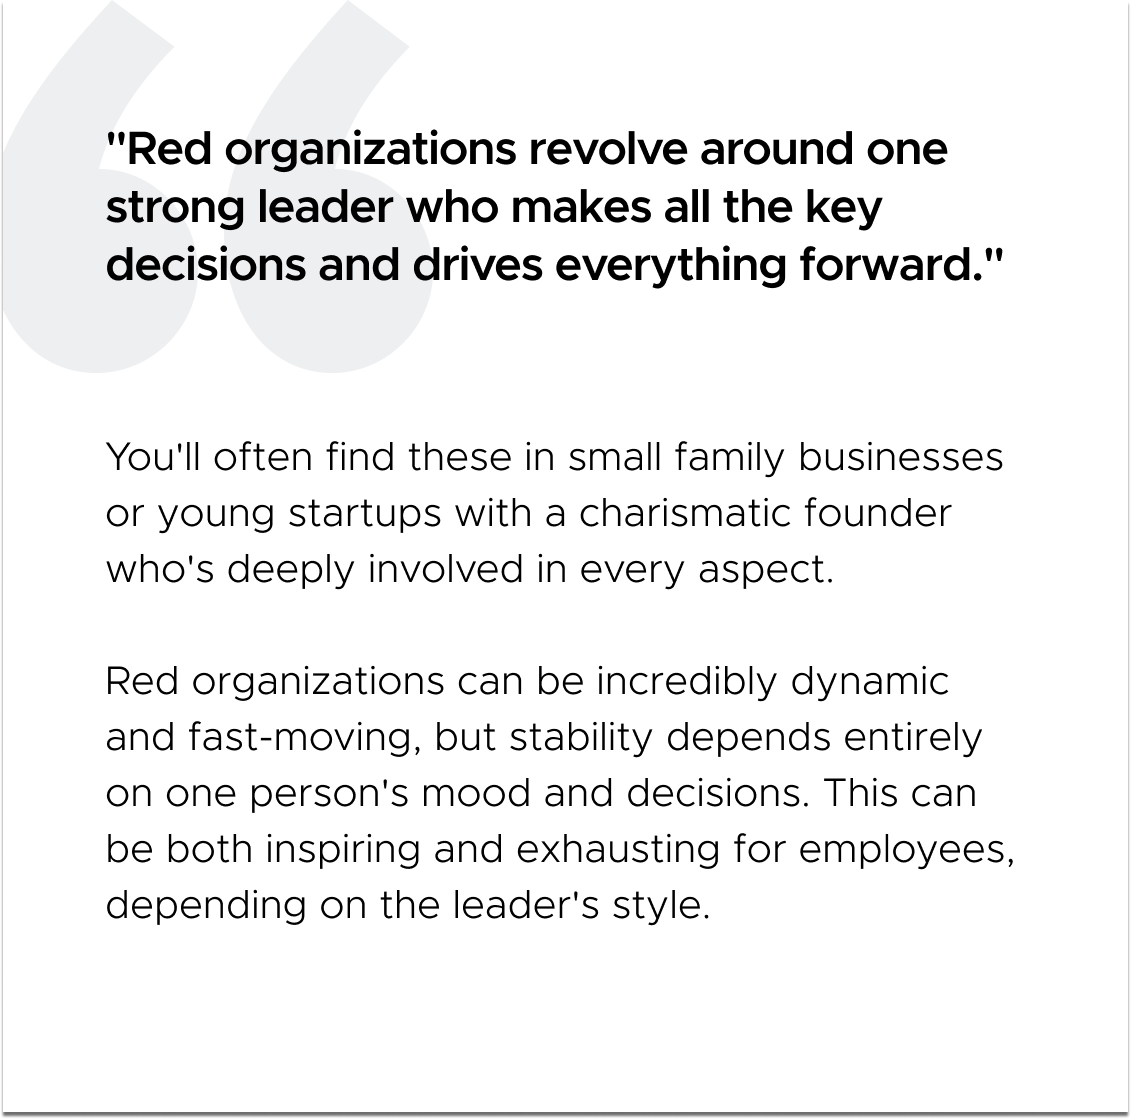 "Red organizations revolve around one
strong leader who makes all the key
decisions and drives everything forward."
You'll often find these in small family businesses
or young startups with a charismatic founder
who's deeply involved in every aspect.
Red organizations can be incredibly dynamic
and fast-moving, but stability depends entirely
on one person's mood and decisions. This can
be both inspiring and exhausting for employees,
depending on the leader's style.